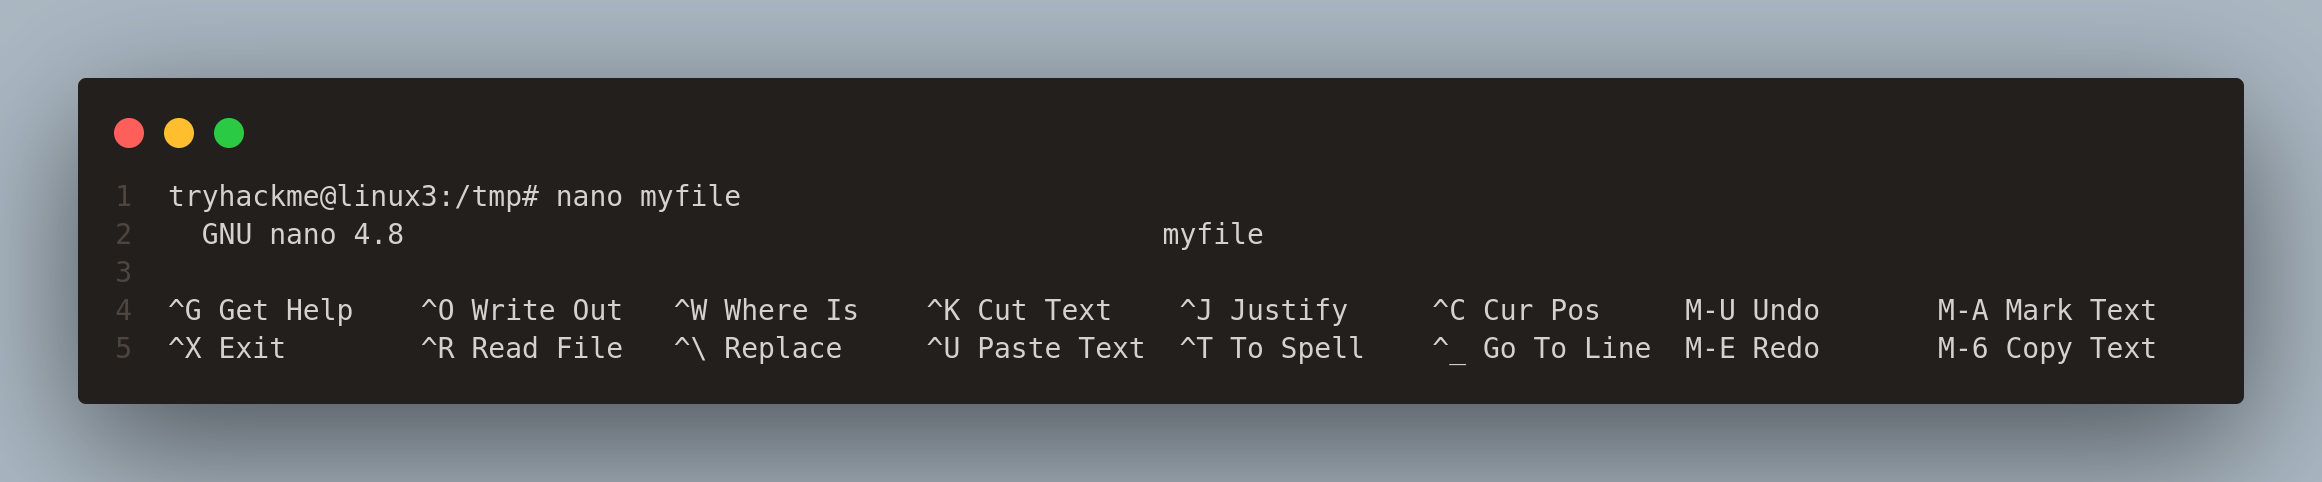 1 tryhackme@linux3:/tmp# nano myfile
2   GNU nano 4.8                                             myfile
3
4 ^G Get Help    ^O Write Out   ^W Where Is    ^K Cut Text    ^J Justify     ^C Cur Pos     M-U Undo       M-A Mark Text
5 ^X Exit        ^R Read File   ^\ Replace     ^U Paste Text  ^T To Spell    ^_ Go To Line  M-E Redo       M-6 Copy Text